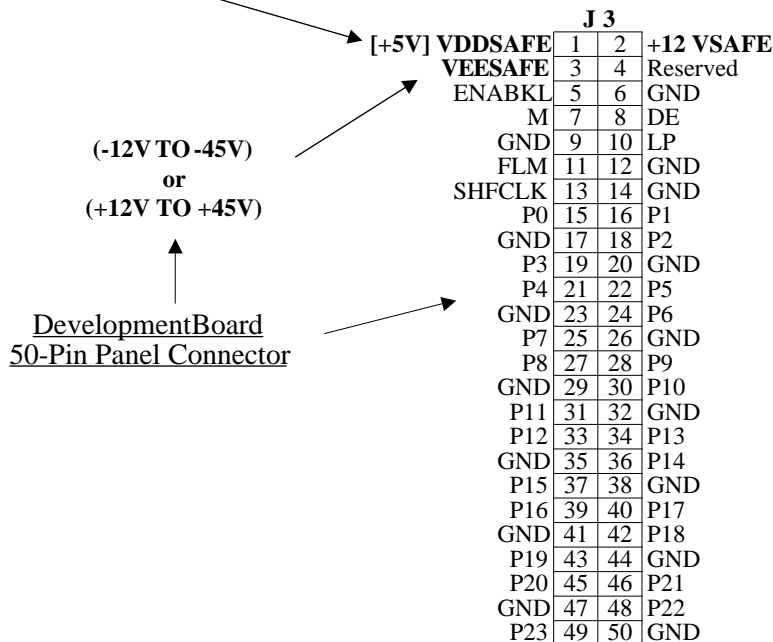 J 3
[+5V] VDDSAFE 1 2 +12 VSAFE
VEESAFE 3 4 Reserved
ENABKL 5 6 GND
M 7 8 DE
GND 9 10 LP
FLM 11 12 GND
SHFCLK 13 14 GND
P0 15 16 P1
GND 17 18 P2
P3 19 20 GND
P4 21 22 P5
GND 23 24 P6
P7 25 26 GND
P8 27 28 P9
GND 29 30 P10
P11 31 32 GND
P12 33 34 P13
GND 35 36 P14
P15 37 38 GND
P16 39 40 P17
GND 41 42 P18
P19 43 44 GND
P20 45 46 P21
GND 47 48 P22
P23 49 50 GND
(-12V TO -45V)
or
(+12V TO +45V)
DevelopmentBoard
50-Pin Panel Connector